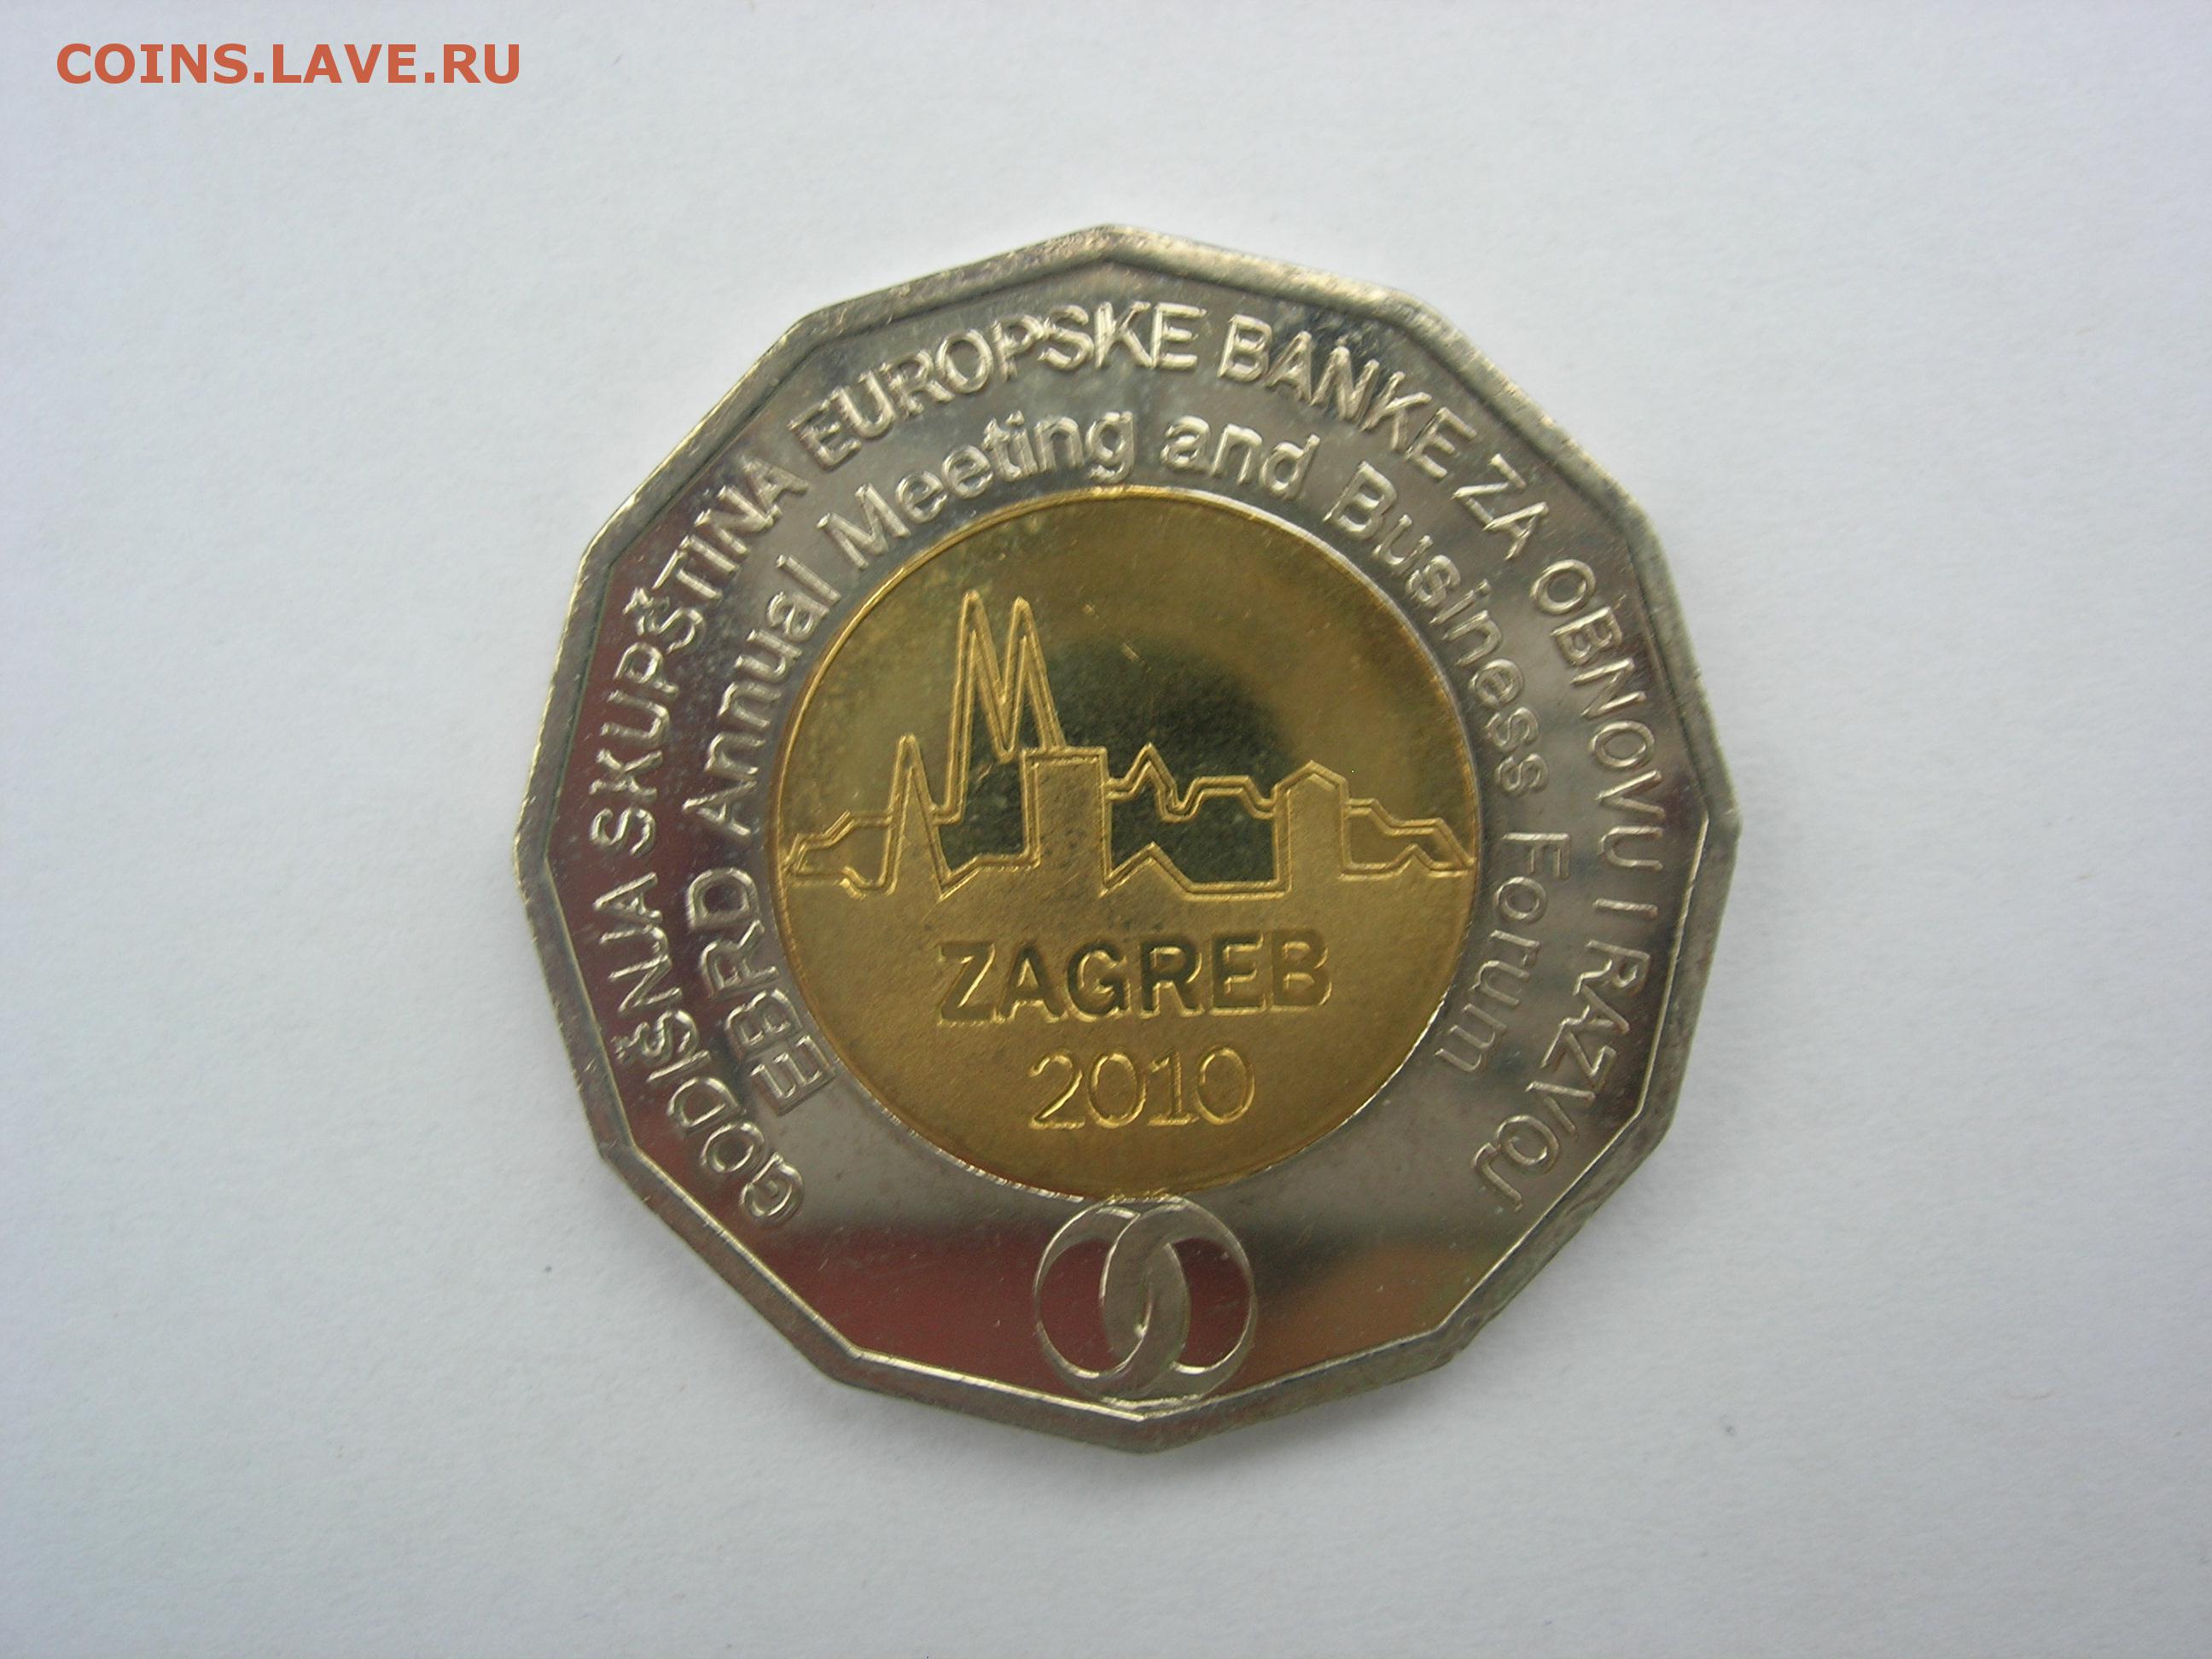 COINS.LAVE.RU
GODIŠNJA SKUPŠTINA EUROPSKE BANKE ZA OBNOVU I RAZVOJ
EBRD Annual Meeting and Business Forum
ZAGREB
2010